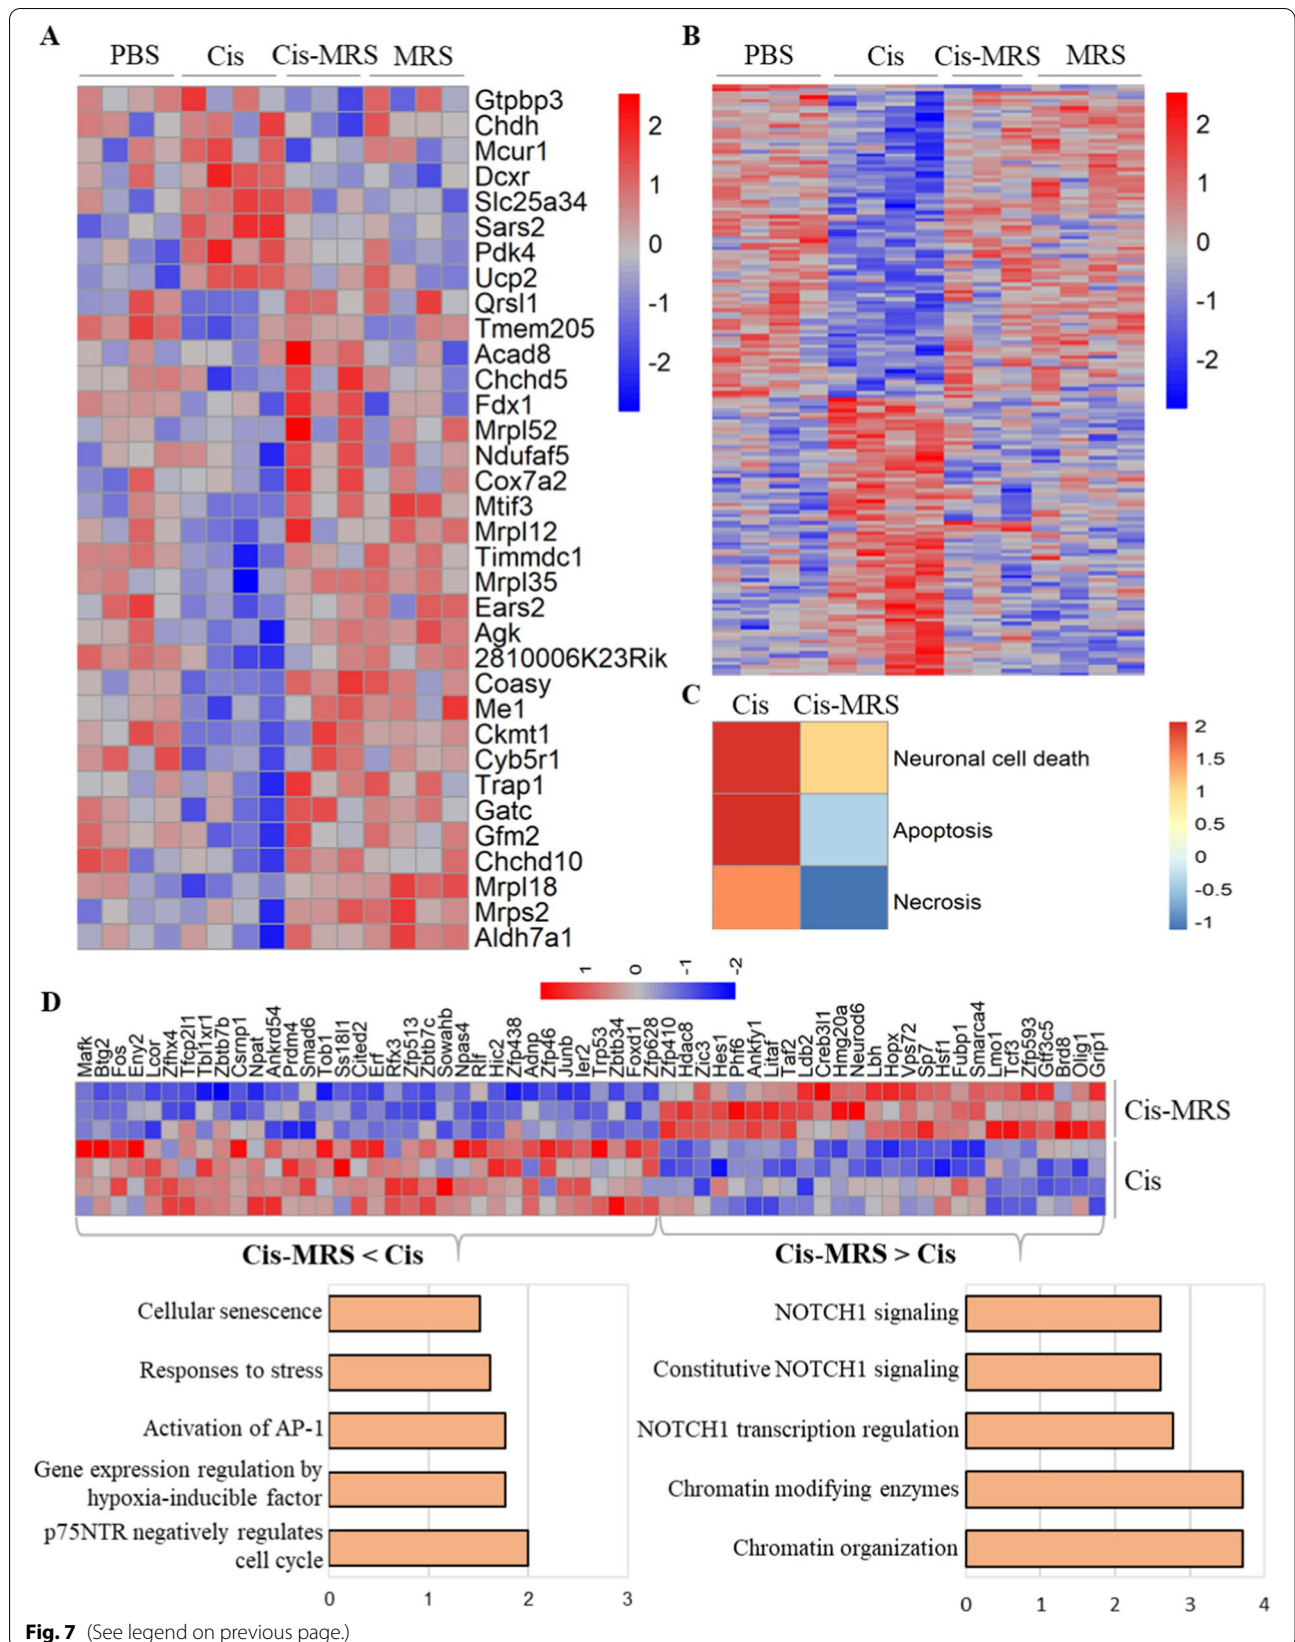 A
PBS Cis Cis-MRS MRS
Gtpbp3
Chdh
Mcur1
Dcxr
Slc25a34
Sars2
Pdk4
Ucp2
Qrsl1
Tmem205
Acad8
Chchd5
Fdx1
Mrpl52
Ndufaf5
Cox7a2
Mtif3
Mrpl12
Timmdc1
Mrpl35
Ears2
Agk
2810006K23Rik
Coasy
Me1
Ckmt1
Cyb5r1
Trap1
Gatc
Gfm2
Chchd10
Mrpl18
Mrps2
Aldh7a1
2
1
0
-1
-2
B
PBS Cis Cis-MRS MRS
2
1
0
-1
-2
C
Cis Cis-MRS
Neuronal cell death
Apoptosis
Necrosis
2
1.5
1
0.5
0
-0.5
-1
D
1 0 -1 -2
Mafk Btg2 Fos Eny2 Lcor Zfhx4 Tfcp2l1 Tbl1xr1 Zbtb7b Csrnp1 Npat Ankrd54 Prdm4 Smad6 Tob1 Ss18l1 Cited2 Erf Rfx3 Zfp513 Zbtb7c Sowahb Npas4 Rlf Hic2 Zfp438 Adnp Zfp46 Junb Ier2 Trp53 Zbtb34 Foxd1 Zfp628 Zfp410 Hdac8 Zic3 Hes1 Phf6 Ankfy1 Litaf Taf2 Ldb2 Creb3l1 Hmg20a Neurod6 Lbh Hopx Vps72 Sp7 Hsf1 Fubp1 Smarca4 Lmo1 Tcf3 Zfp593 Gtf3c5 Brd8 Olig1 Grip1
Cis-MRS
Cis
Cis-MRS < Cis
Cis-MRS > Cis
Cellular senescence
Responses to stress
Activation of AP-1
Gene expression regulation by
hypoxia-inducible factor
p75NTR negatively regulates
cell cycle
0 1 2 3
NOTCH1 signaling
Constitutive NOTCH1 signaling
NOTCH1 transcription regulation
Chromatin modifying enzymes
Chromatin organization
0 1 2 3 4
Fig. 7 (See legend on previous page.)